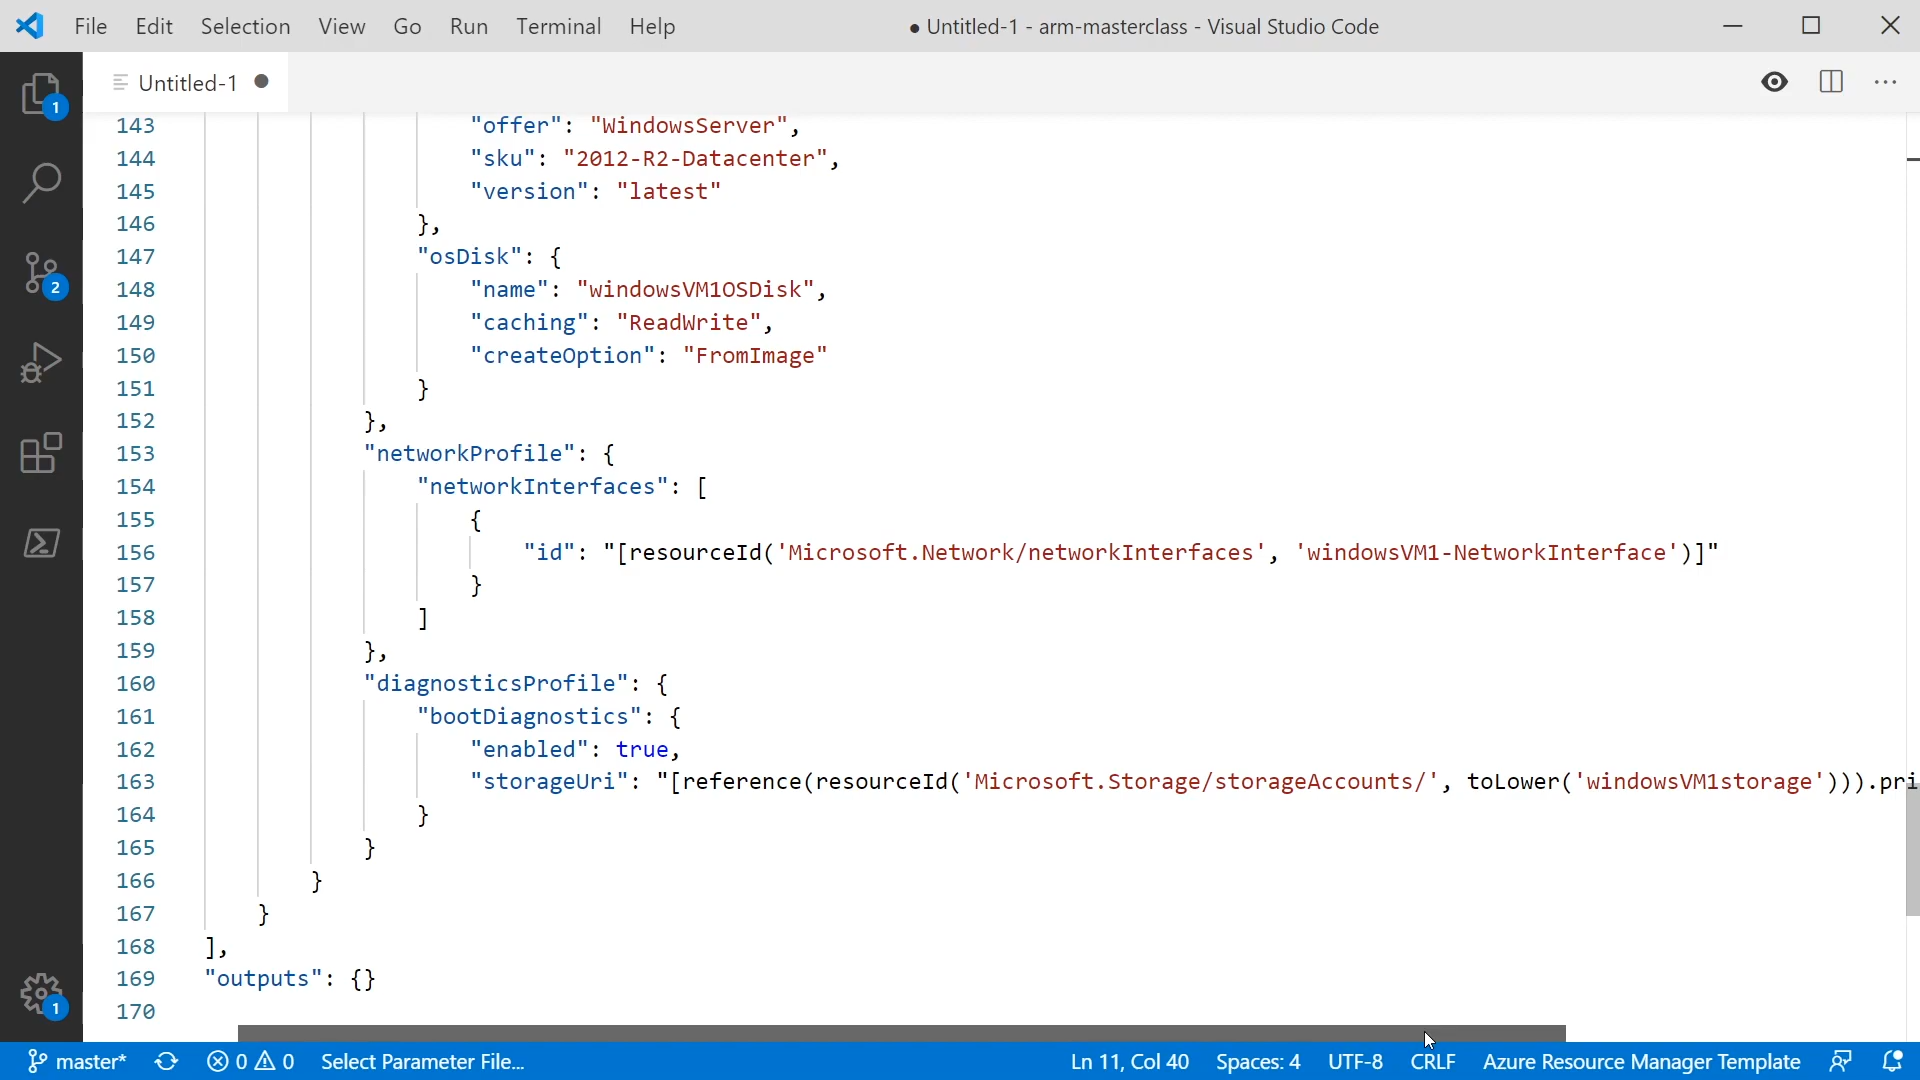 File Edit Selection View Go Run Terminal Help ● Untitled-1 - arm-masterclass - Visual Studio Code
Untitled-1 ●
143 "offer": "WindowsServer",
144 "sku": "2012-R2-Datacenter",
145 "version": "latest"
146 },
147 "osDisk": {
148 "name": "windowsVM1OSDisk",
149 "caching": "ReadWrite",
150 "createOption": "FromImage"
151 }
152 },
153 "networkProfile": {
154 "networkInterfaces": [
155 {
156 "id": "[resourceId('Microsoft.Network/networkInterfaces', 'windowsVM1-NetworkInterface')]"
157 }
158 ]
159 },
160 "diagnosticsProfile": {
161 "bootDiagnostics": {
162 "enabled": true,
163 "storageUri": "[reference(resourceId('Microsoft.Storage/storageAccounts/', toLower('windowsVM1storage'))).pri
164 }
165 }
166 }
167 }
168 ],
169 "outputs": {}
170
1
2
1
master* 0 0 Select Parameter File... Ln 11, Col 40 Spaces: 4 UTF-8 CRLF Azure Resource Manager Template